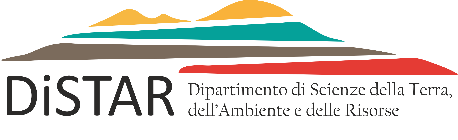 DiSTAR
Dipartimento di Scienze della Terra,
dell'Ambiente e delle Risorse